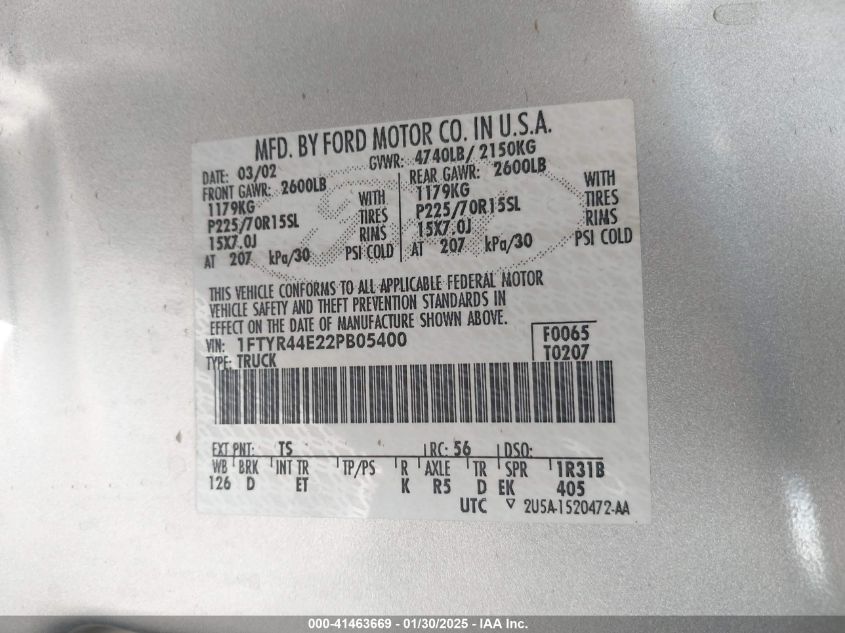 MFD. BY FORD MOTOR CO. IN U.S.A.
DATE: 03/02 GVWR: 4740LB/ 2150KG
FRONT GAWR: 2600LB REAR GAWR: 2600LB
1179KG WITH 1179KG WITH
P225/70R15SL TIRES P225/70R15SL TIRES
15X7.0J RIMS 15X7.0J RIMS
AT 207 kPa/30 PSI COLD AT 207 kPa/30 PSI COLD
THIS VEHICLE CONFORMS TO ALL APPLICABLE FEDERAL MOTOR
VEHICLE SAFETY AND THEFT PREVENTION STANDARDS IN
EFFECT ON THE DATE OF MANUFACTURE SHOWN ABOVE.
VIN: 1FTYR44E22PB05400 F0065
TYPE: TRUCK T0207
EXT PNT: TS RC: 56 DSO:
WB BRK INT TR TP/PS R AXLE TR SPR 1R31B
126 D ET K R5 D EK 405
UTC ▽ 2U5A-1520472-AA
000-41463669 - 01/30/2025 - IAA Inc.